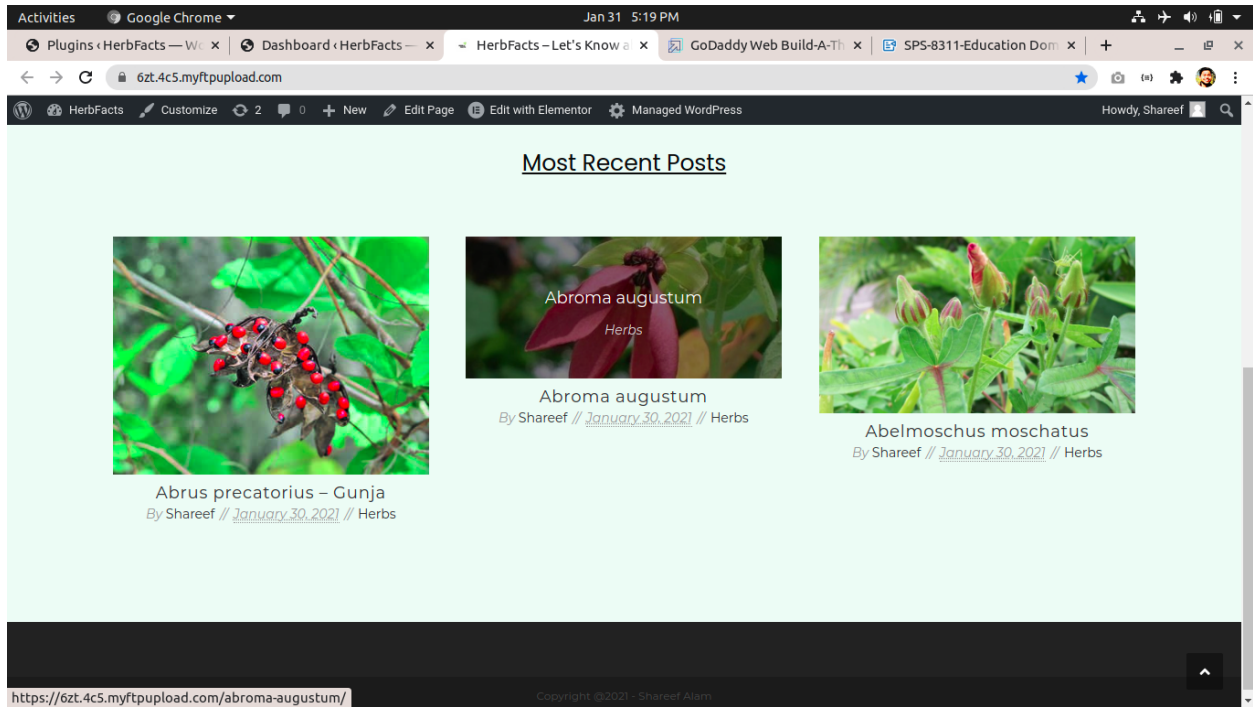 Activities Google Chrome Jan 31 5:19 PM
Plugins ‹ HerbFacts — Wo Dashboard ‹ HerbFacts — HerbFacts – Let's Know a GoDaddy Web Build-A-Th SPS-8311-Education Dom
6zt.4c5.myftpupload.com
HerbFacts Customize 2 0 New Edit Page Edit with Elementor Managed WordPress Howdy, Shareef
Most Recent Posts
Abroma augustum
Herbs
Abroma augustum
By Shareef // January 30, 2021 // Herbs
Abelmoschus moschatus
By Shareef // January 30, 2021 // Herbs
Abrus precatorius – Gunja
By Shareef // January 30, 2021 // Herbs
https://6zt.4c5.myftpupload.com/abroma-augustum/
Copyright @2021 - Shareef Alam